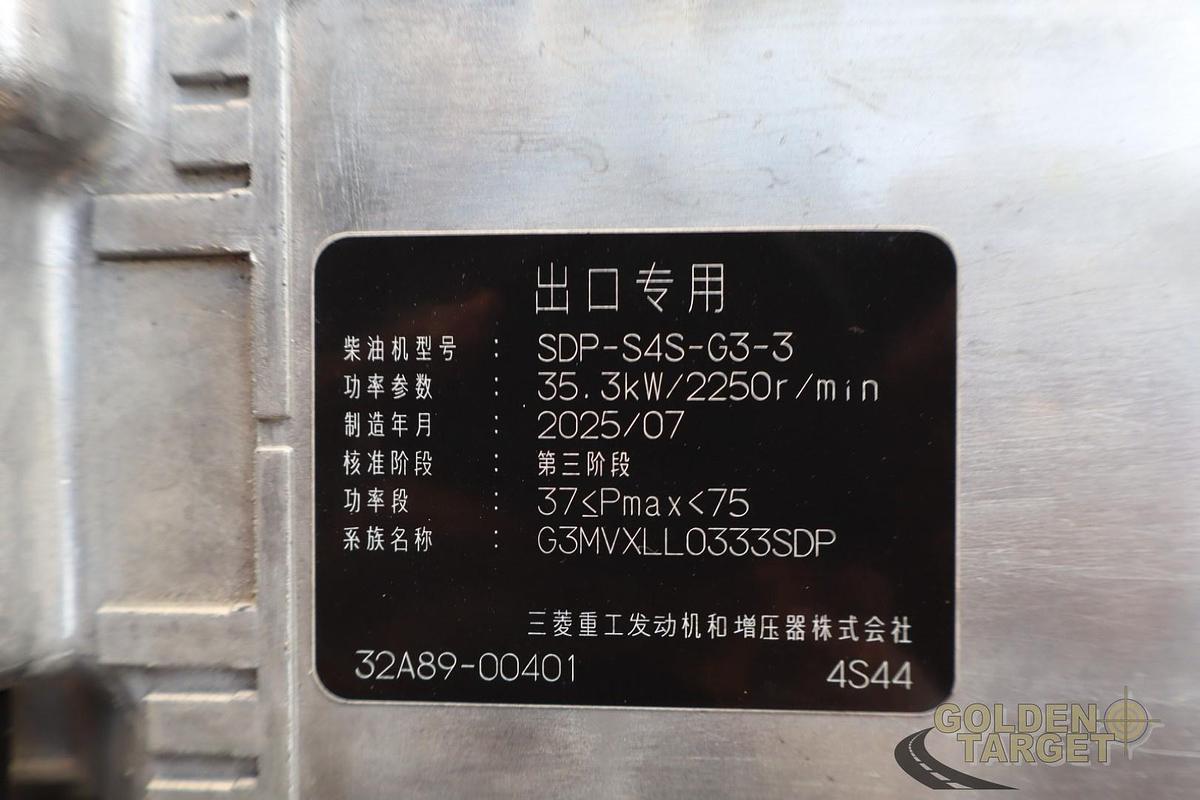 出口专用
柴油机型号 : SDP-S4S-G3-3
功率参数 : 35.3kW/2250r/min
制造年月 : 2025/07
核准阶段 : 第三阶段
功率段 : 37≤Pmax<75
系族名称 : G3MVXLL0333SDP
三菱重工发动机和增压器株式会社
32A89-00401 4S44
GOLDEN
TARGET